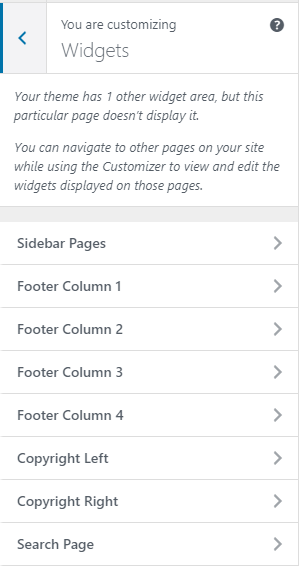 You are customizing
Widgets
Your theme has 1 other widget area, but this
particular page doesn’t display it.
You can navigate to other pages on your site
while using the Customizer to view and edit the
widgets displayed on those pages.
Sidebar Pages
Footer Column 1
Footer Column 2
Footer Column 3
Footer Column 4
Copyright Left
Copyright Right
Search Page